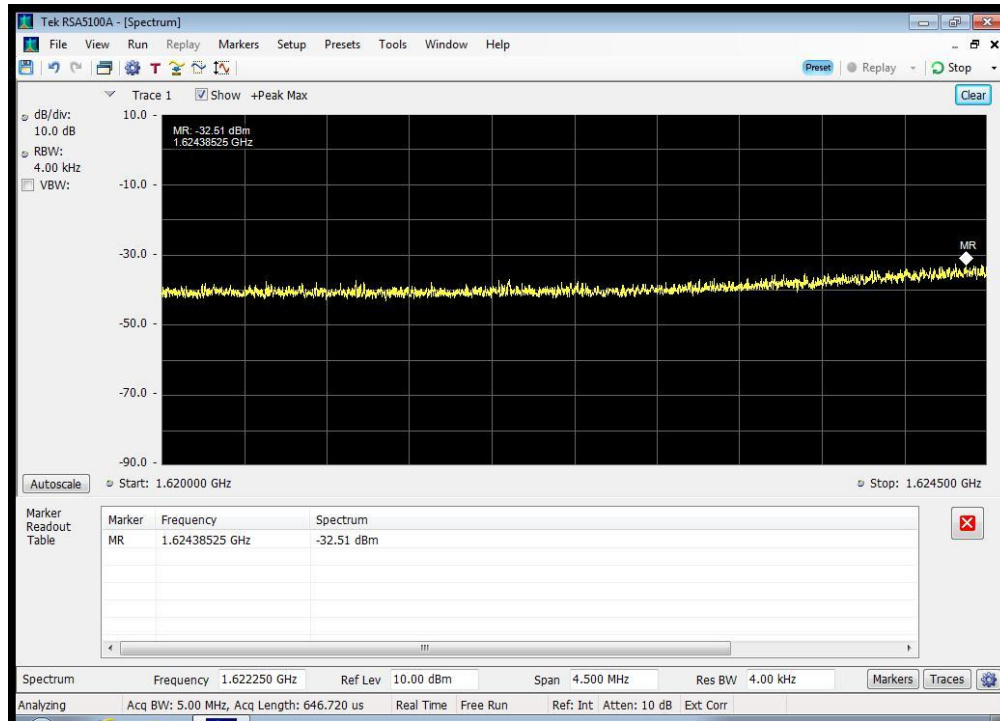 Tek RSA5100A - [Spectrum]
File View Run Replay Markers Setup Presets Tools Window Help
T Preset Replay Stop
Trace 1 Show +Peak Max Clear
dB/div:
10.0 dB
RBW:
4.00 kHz
VBW:
10.0
MR: -32.51 dBm
1.62438525 GHz
-10.0
-30.0
MR
-50.0
-70.0
-90.0
Autoscale Start: 1.620000 GHz Stop: 1.624500 GHz
Marker
Readout
Table
Marker Frequency Spectrum
MR 1.62438525 GHz -32.51 dBm
Spectrum Frequency 1.622250 GHz Ref Lev 10.00 dBm Span 4.500 MHz Res BW 4.00 kHz Markers Traces
Analyzing Acq BW: 5.00 MHz, Acq Length: 646.720 us Real Time Free Run Ref: Int Atten: 10 dB Ext Corr